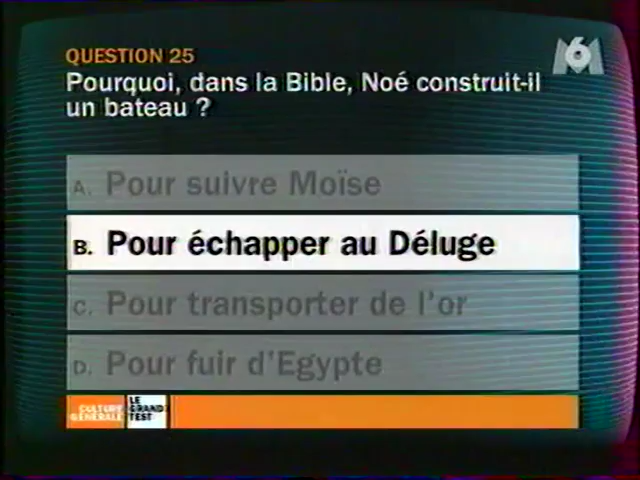 QUESTION 25
M6
Pourquoi, dans la Bible, Noé construit-il
un bateau ?
A. Pour suivre Moïse
B. Pour échapper au Déluge
C. Pour transporter de l'or
D. Pour fuir d'Egypte
CULTURE
GÉNÉRALE
LE
GRAND
TEST